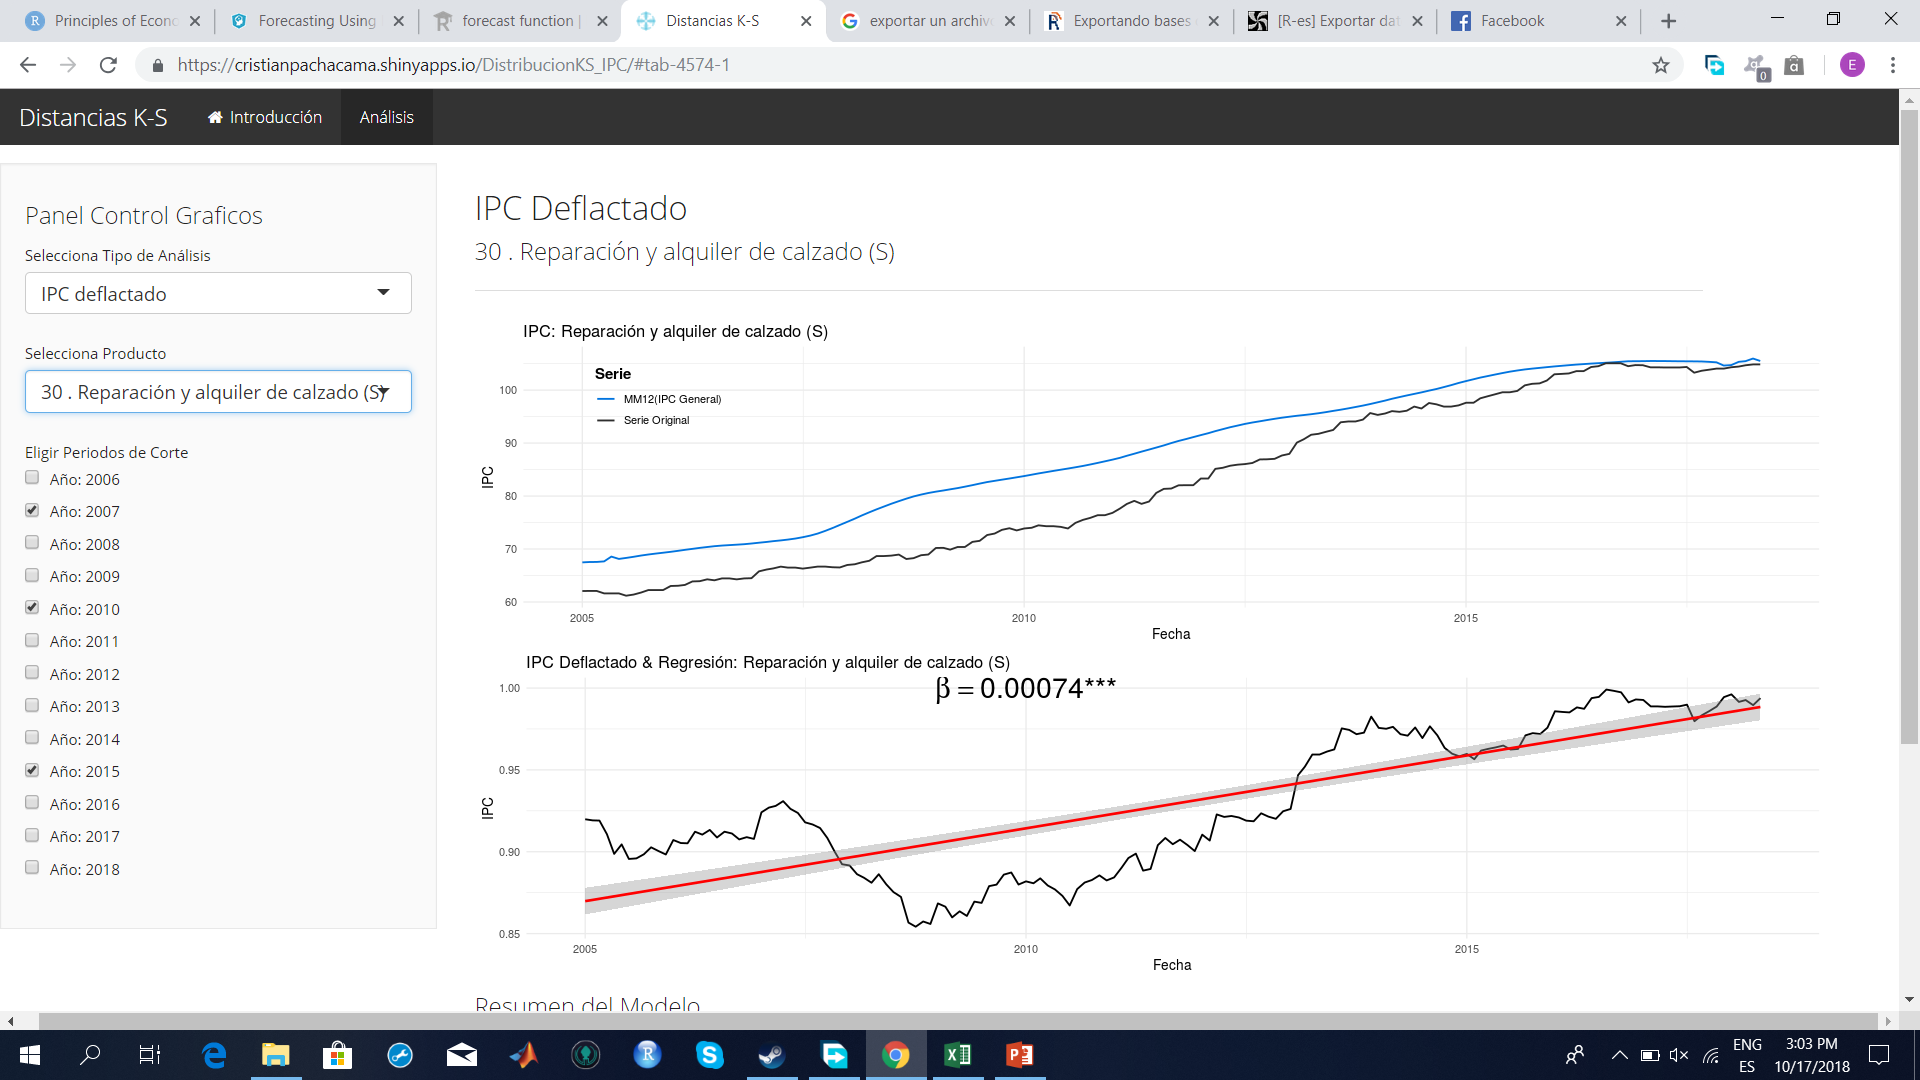 Principles of Econo
Forecasting Using
forecast function |
Distancias K-S
exportar un archivo
Exportando bases
[R-es] Exportar dat
Facebook
https://cristianpachacama.shinyapps.io/DistribucionKS_IPC/#tab-4574-1
0
E
Distancias K-S
Introducción
Análisis
Panel Control Graficos
Selecciona Tipo de Análisis
IPC deflactado
Selecciona Producto
30 . Reparación y alquiler de calzado (S)
Eligir Periodos de Corte
Año: 2006
Año: 2007
Año: 2008
Año: 2009
Año: 2010
Año: 2011
Año: 2012
Año: 2013
Año: 2014
Año: 2015
Año: 2016
Año: 2017
Año: 2018
IPC Deflactado
30 . Reparación y alquiler de calzado (S)
IPC: Reparación y alquiler de calzado (S)
Serie
MM12(IPC General)
Serie Original
100
90
80
70
60
IPC
2005
2010
2015
Fecha
IPC Deflactado & Regresión: Reparación y alquiler de calzado (S)
β = 0.00074***
1.00
0.95
0.90
0.85
IPC
2005
2010
2015
Fecha
Resumen del Modelo
ENG
ES
3:03 PM
10/17/2018